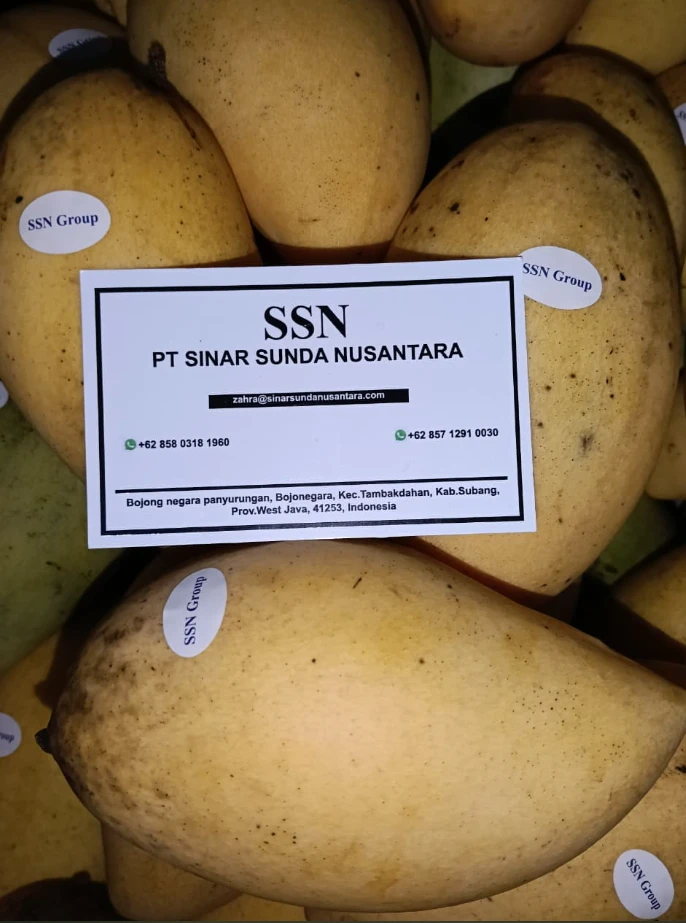 SSN Group
SSN Group
SSN
PT SINAR SUNDA NUSANTARA
zahra@sinarsundanusantara.com
+62 858 0318 1960
+62 857 1291 0030
Bojong negara panyurungan, Bojonegara, Kec.Tambakdahan, Kab.Subang,
Prov.West Java, 41253, Indonesia
SSN Group
SSN Group